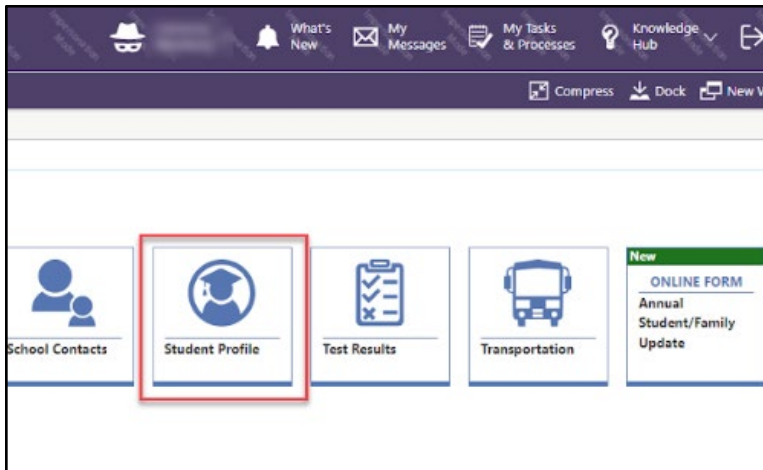 What's
New
My
Messages
My Tasks
& Processes
Knowledge
Hub
Compress
Dock
New
School Contacts
Student Profile
Test Results
Transportation
New
ONLINE FORM
Annual
Student/Family
Update